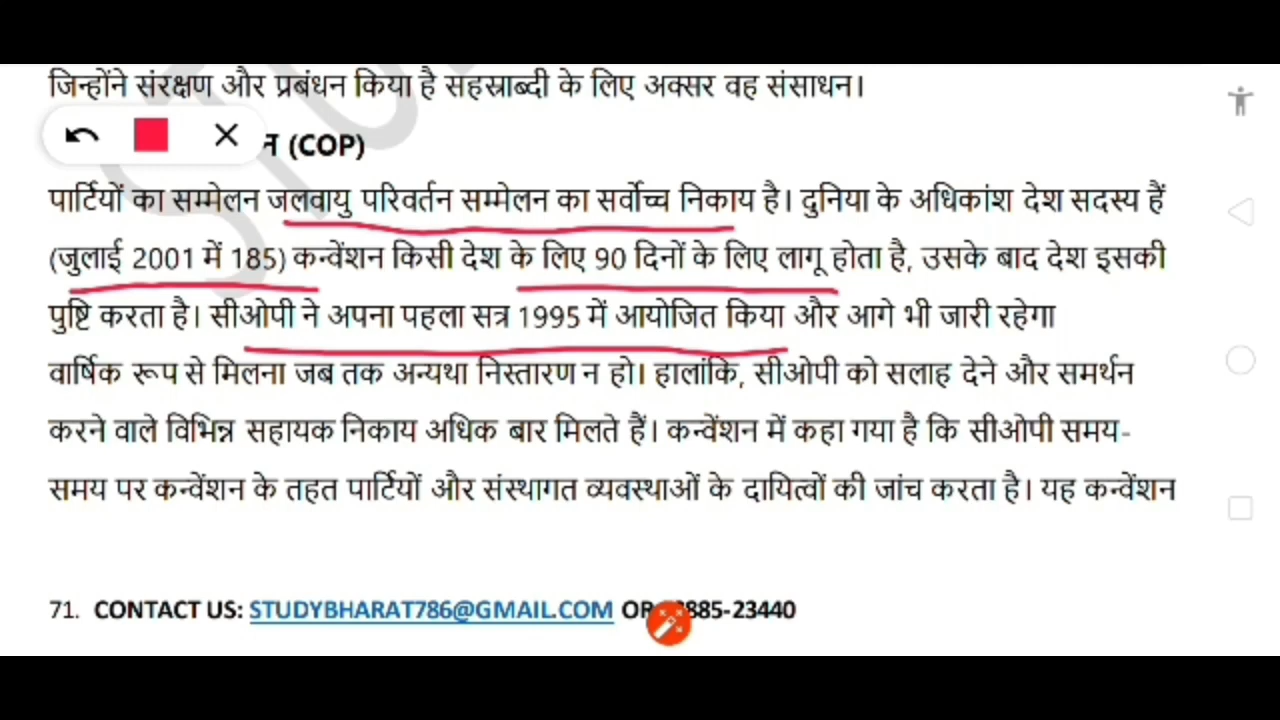 जिन्होंने संरक्षण और प्रबंधन किया है सहस्राब्दी के लिए अक्सर वह संसाधन।
(COP)
पार्टियों का सम्मेलन जलवायु परिवर्तन सम्मेलन का सर्वोच्च निकाय है। दुनिया के अधिकांश देश सदस्य हैं
(जुलाई 2001 में 185) कन्वेंशन किसी देश के लिए 90 दिनों के लिए लागू होता है, उसके बाद देश इसकी
पुष्टि करता है। सीओपी ने अपना पहला सत्र 1995 में आयोजित किया और आगे भी जारी रहेगा
वार्षिक रूप से मिलना जब तक अन्यथा निस्तारण न हो। हालांकि, सीओपी को सलाह देने और समर्थन
करने वाले विभिन्न सहायक निकाय अधिक बार मिलते हैं। कन्वेंशन में कहा गया है कि सीओपी समय-
समय पर कन्वेंशन के तहत पार्टियों और संस्थागत व्यवस्थाओं के दायित्वों की जांच करता है। यह कन्वेंशन
71. CONTACT US: STUDYBHARAT786@GMAIL.COM OR 885-23440